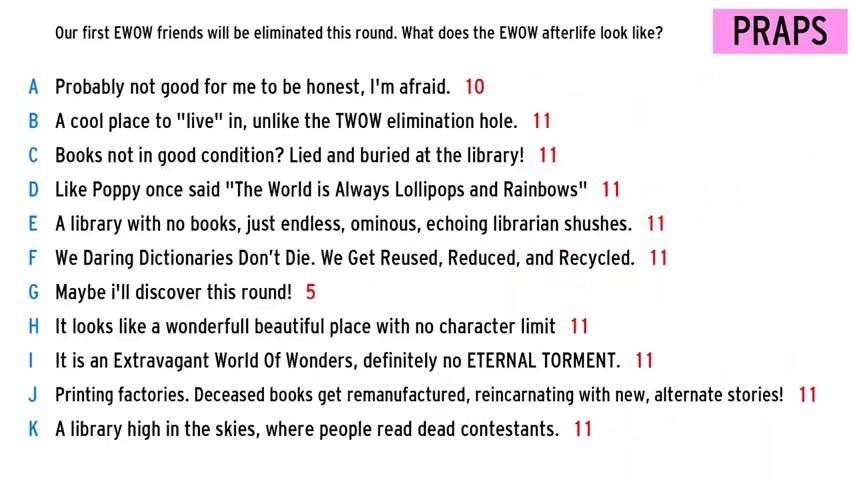 Our first EWOW friends will be eliminated this round. What does the EWOW afterlife look like?
PRAPS
A Probably not good for me to be honest, I'm afraid. 10
B A cool place to "live" in, unlike the TWOW elimination hole. 11
C Books not in good condition? Lied and buried at the library! 11
D Like Poppy once said "The World is Always Lollipops and Rainbows" 11
E A library with no books, just endless, ominous, echoing librarian shushes. 11
F We Daring Dictionaries Don’t Die. We Get Reused, Reduced, and Recycled. 11
G Maybe i'll discover this round! 5
H It looks like a wonderfull beautiful place with no character limit 11
I It is an Extravagant World Of Wonders, definitely no ETERNAL TORMENT. 11
J Printing factories. Deceased books get remanufactured, reincarnating with new, alternate stories! 11
K A library high in the skies, where people read dead contestants. 11